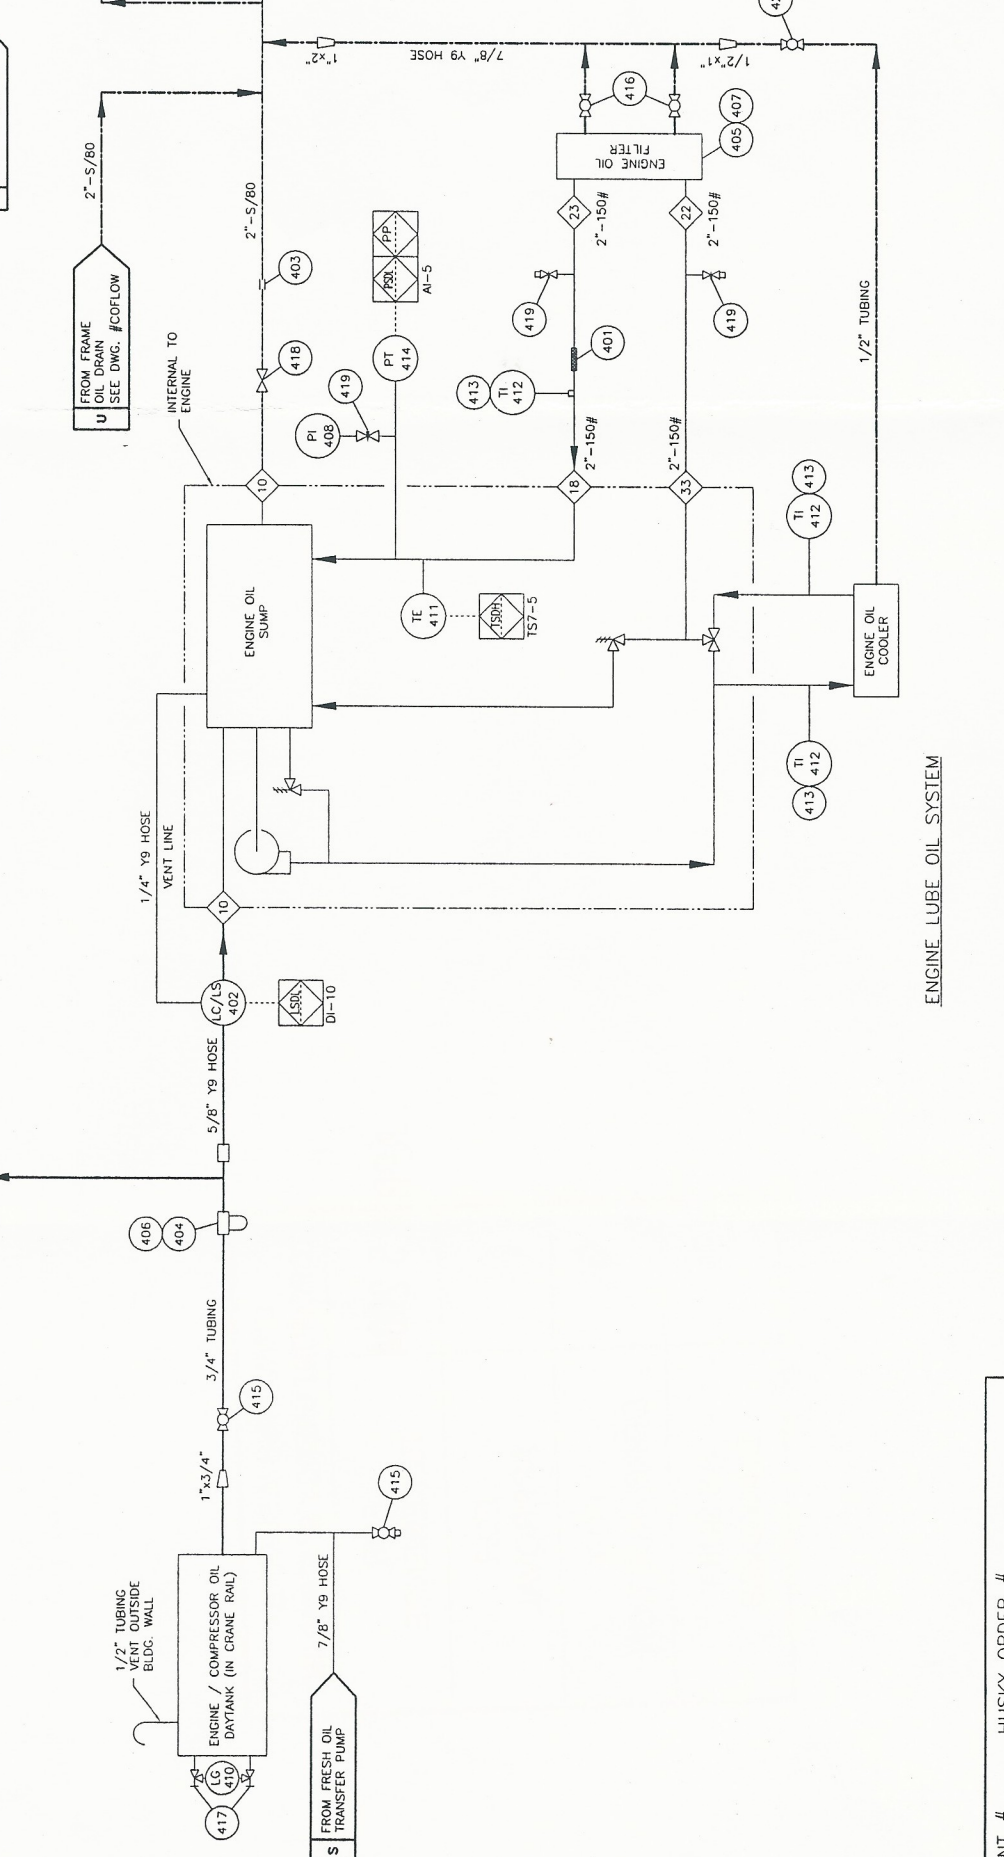 2"-S/80
U
FROM FRAME
OIL DRAIN
SEE DWG. #COFLOW
2"-S/80
403
418
INTERNAL TO
ENGINE
10
1"x2"
7/8" Y9 HOSE
1/2"x1"
416
ENGINE OIL
FILTER
405
407
23
2"-150#
22
2"-150#
419
419
401
413
TI
412
2"-150#
2"-150#
18
33
PSDL
PP
AI-5
PT
414
419
PI
408
TE
411
TSDH
TS7-5
ENGINE OIL
SUMP
1/2" TUBING
TI
412
413
ENGINE OIL
COOLER
TI
412
413
1/4" Y9 HOSE
VENT LINE
10
LC/LS
402
LSDL
DI-10
5/8" Y9 HOSE
406
404
3/4" TUBING
415
1"x3/4"
415
7/8" Y9 HOSE
1/2" TUBING
VENT OUTSIDE
BLDG. WALL
ENGINE / COMPRESSOR OIL
DAYTANK (IN CRANE RAIL)
LG
410
417
S
FROM FRESH OIL
TRANSFER PUMP
ENGINE LUBE OIL SYSTEM